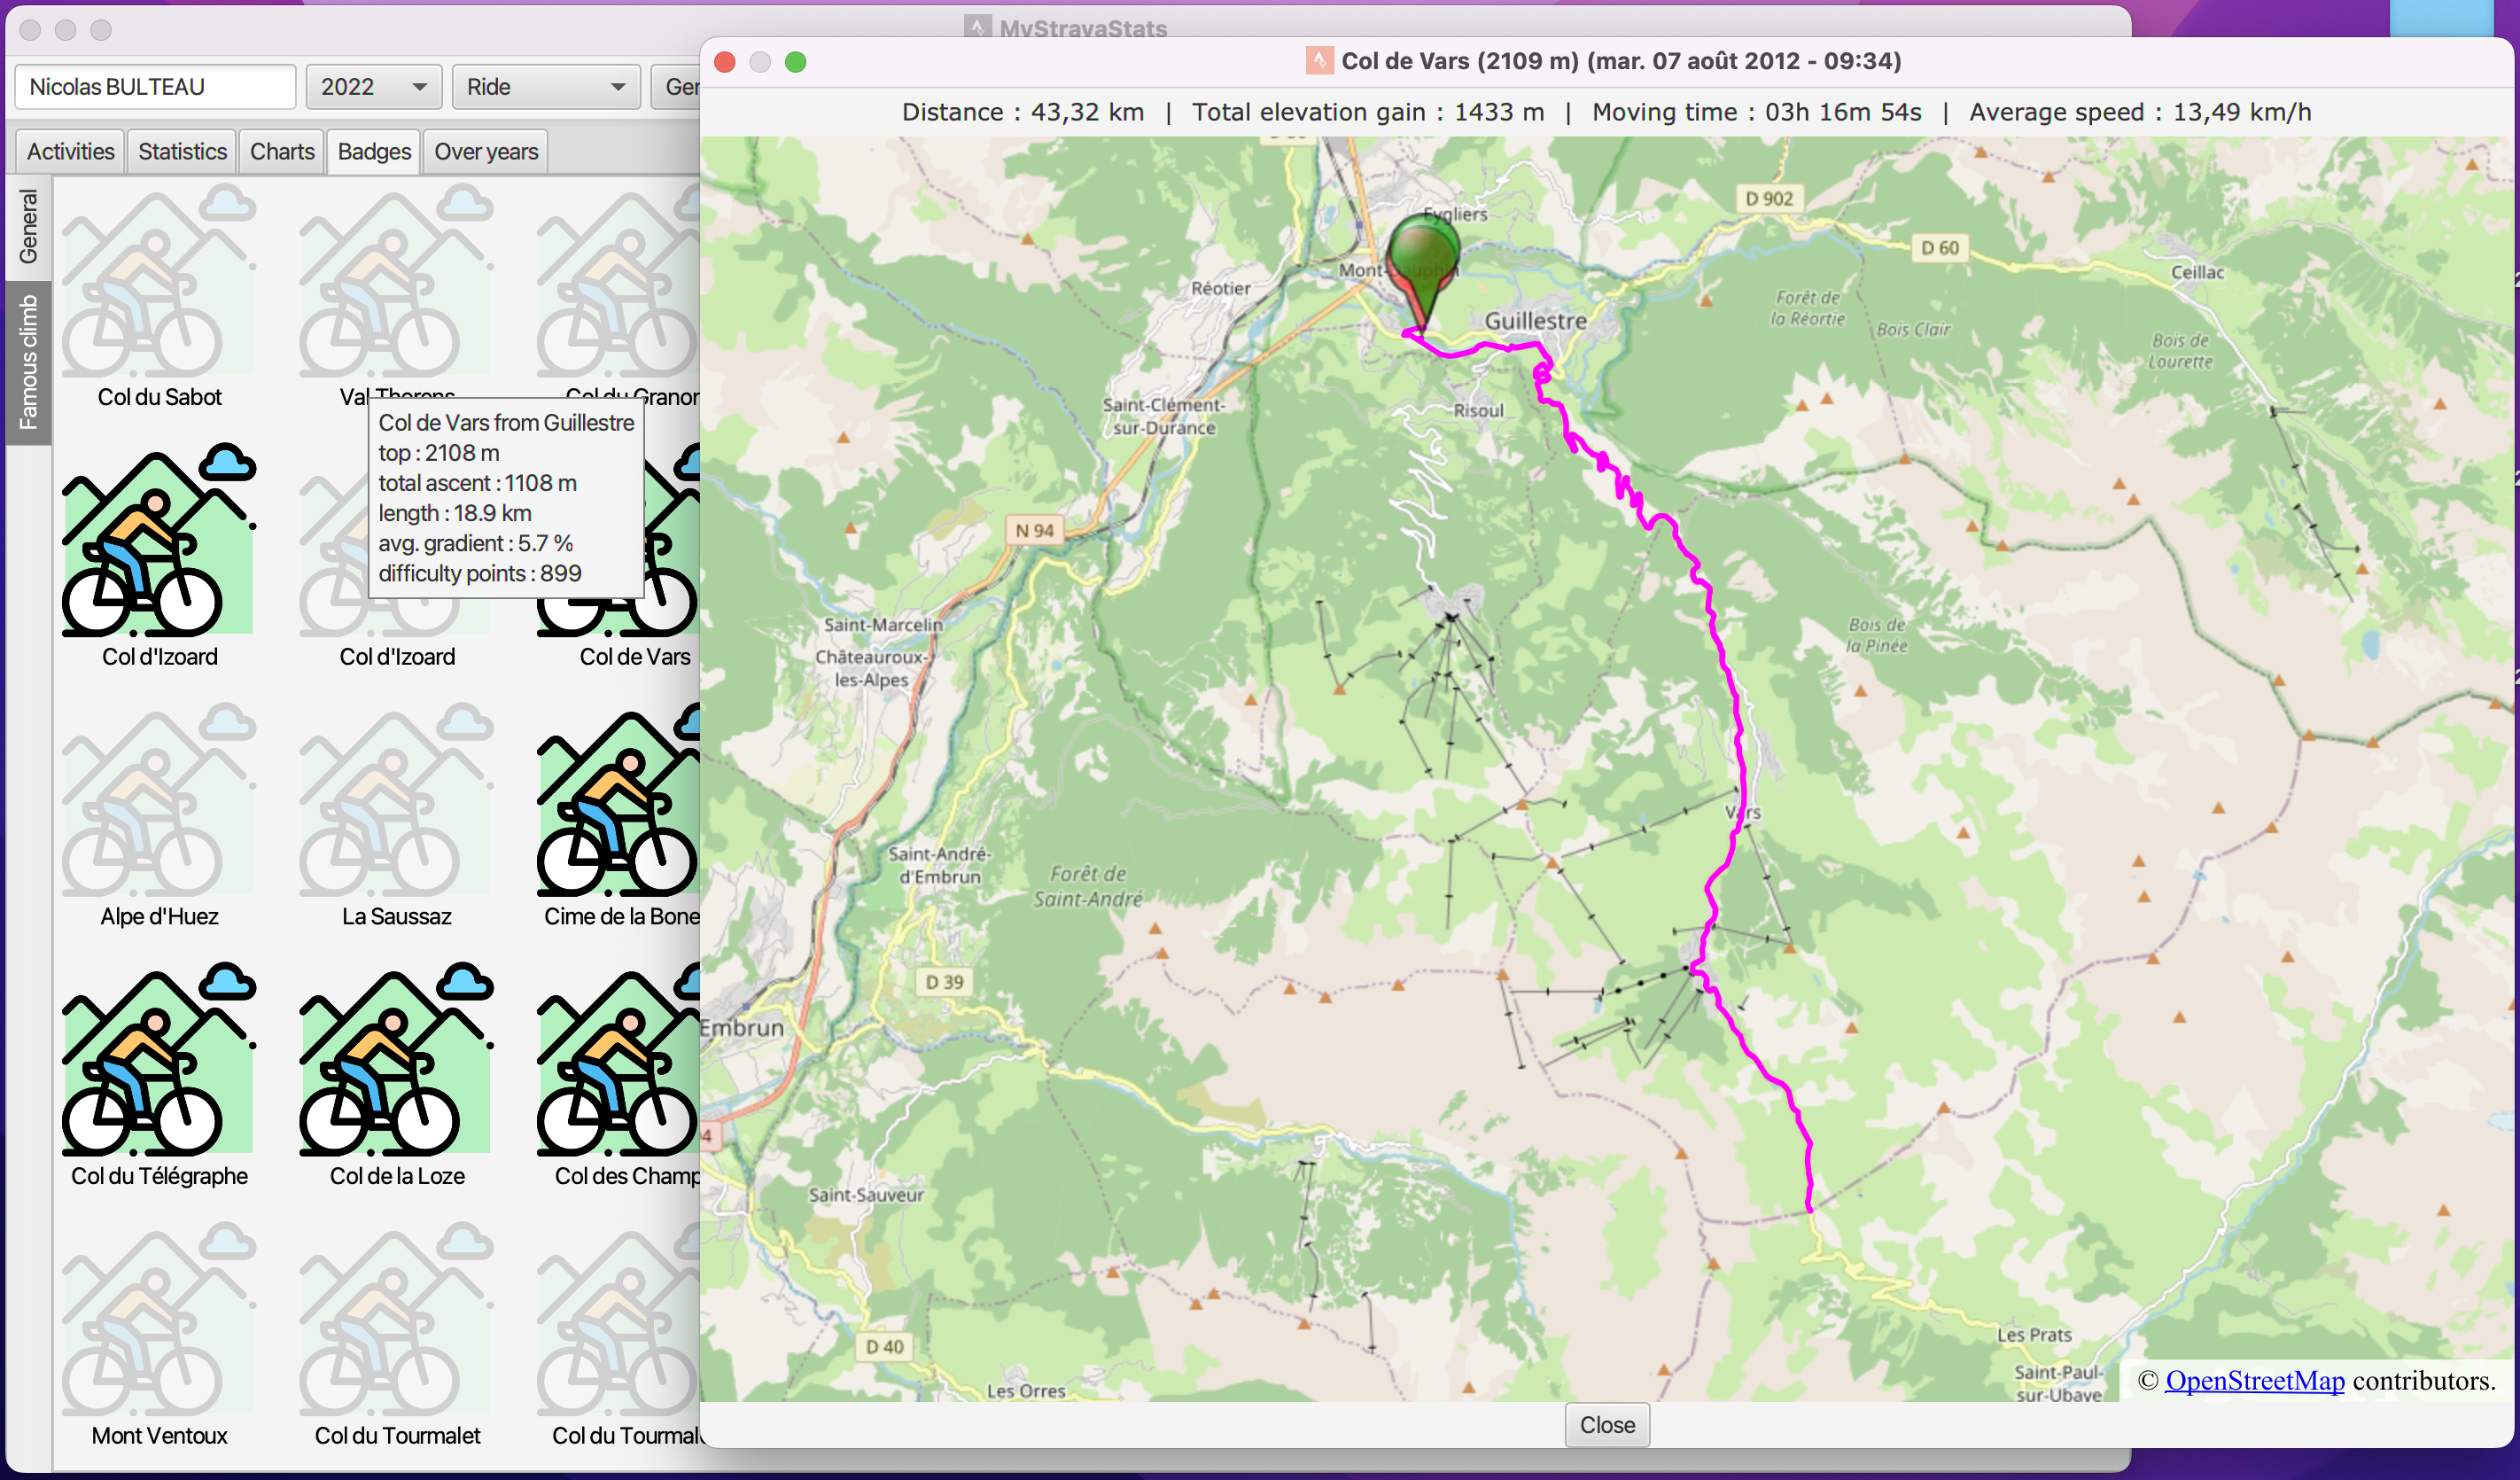 MyStravaStats
Nicolas BULTEAU
2022
Ride
Activities
Statistics
Charts
Badges
Over years
General
Famous climb
Col du Sabot
Col d'Izoard
Col d'Izoard
Col de Vars
Col de Vars from Guillestre
top : 2108 m
total ascent : 1108 m
length : 18.9 km
avg. gradient : 5.7 %
difficulty points : 899
Alpe d'Huez
La Saussaz
Cime de la Bone
Col du Télégraphe
Col de la Loze
Col des Champ
Mont Ventoux
Col du Tourmalet
Col du Tourmal
Col de Vars (2109 m) (mar. 07 août 2012 - 09:34)
Distance : 43,32 km | Total elevation gain : 1433 m | Moving time : 03h 16m 54s | Average speed : 13,49 km/h
D 902
Eygliers
D 60
Mont-Dauphin
Ceillac
Réotier
Forêt de
la Réortie
Guillestre
Bois Clair
Bois de
Lourette
Saint-Clément-
sur-Durance
Risoul
N 94
Saint-Marcelin
Bois de
la Pinée
Châteauroux-
les-Alpes
Vars
Saint-André-
d'Embrun
Forêt de
Saint-André
D 39
Embrun
Saint-Sauveur
D 40
Les Orres
Les Prats
Saint-Paul-
sur-Ubaye
© OpenStreetMap contributors.
Close